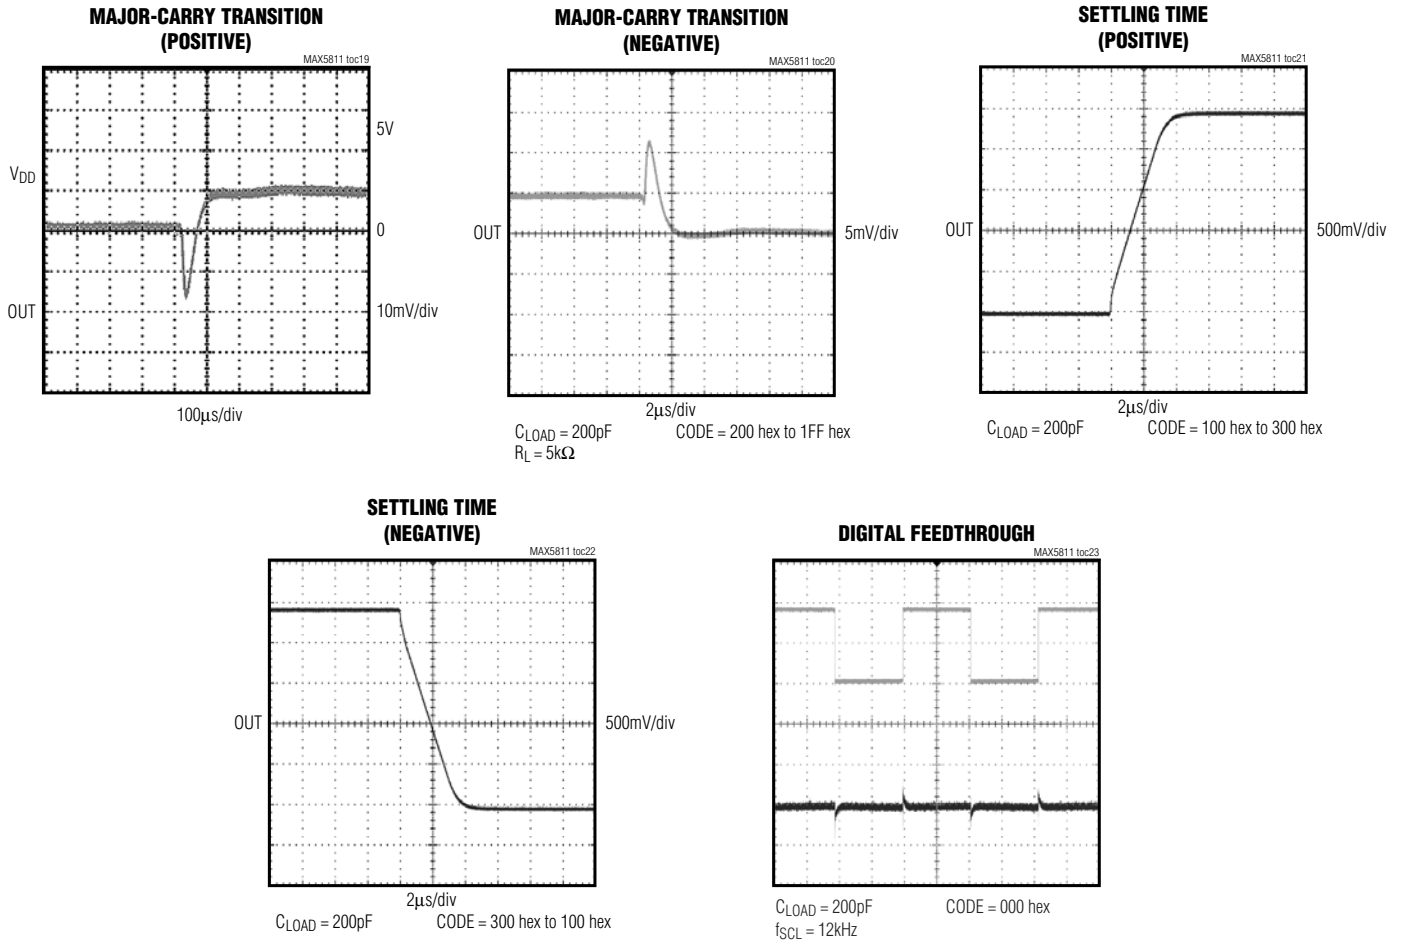 MAJOR-CARRY TRANSITION
(POSITIVE)
MAX5811 toc19
5V
VDD
0
OUT
10mV/div
100μs/div
MAJOR-CARRY TRANSITION
(NEGATIVE)
MAX5811 toc20
OUT
5mV/div
2μs/div
CLOAD = 200pF
CODE = 200 hex to 1FF hex
RL = 5kΩ
SETTLING TIME
(POSITIVE)
MAX5811 toc21
OUT
500mV/div
2μs/div
CLOAD = 200pF
CODE = 100 hex to 300 hex
SETTLING TIME
(NEGATIVE)
MAX5811 toc22
OUT
500mV/div
2μs/div
CLOAD = 200pF
CODE = 300 hex to 100 hex
DIGITAL FEEDTHROUGH
MAX5811 toc23
CLOAD = 200pF
CODE = 000 hex
fSCL = 12kHz